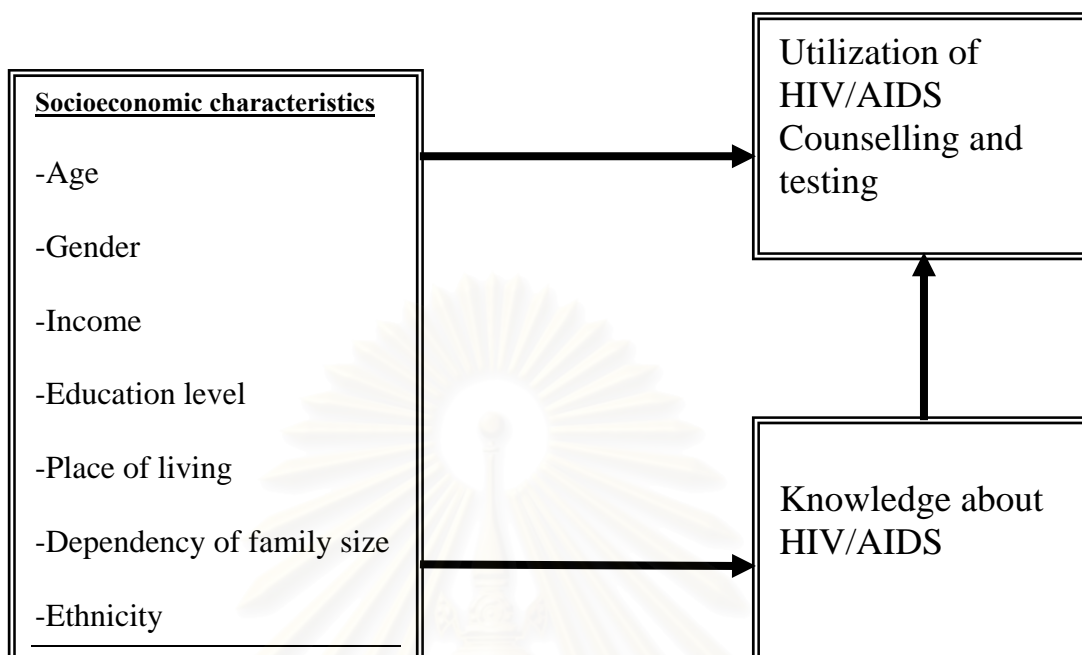 Socioeconomic characteristics
-Age
-Gender
-Income
-Education level
-Place of living
-Dependency of family size
-Ethnicity
Utilization of
HIV/AIDS
Counselling and
testing
Knowledge about
HIV/AIDS